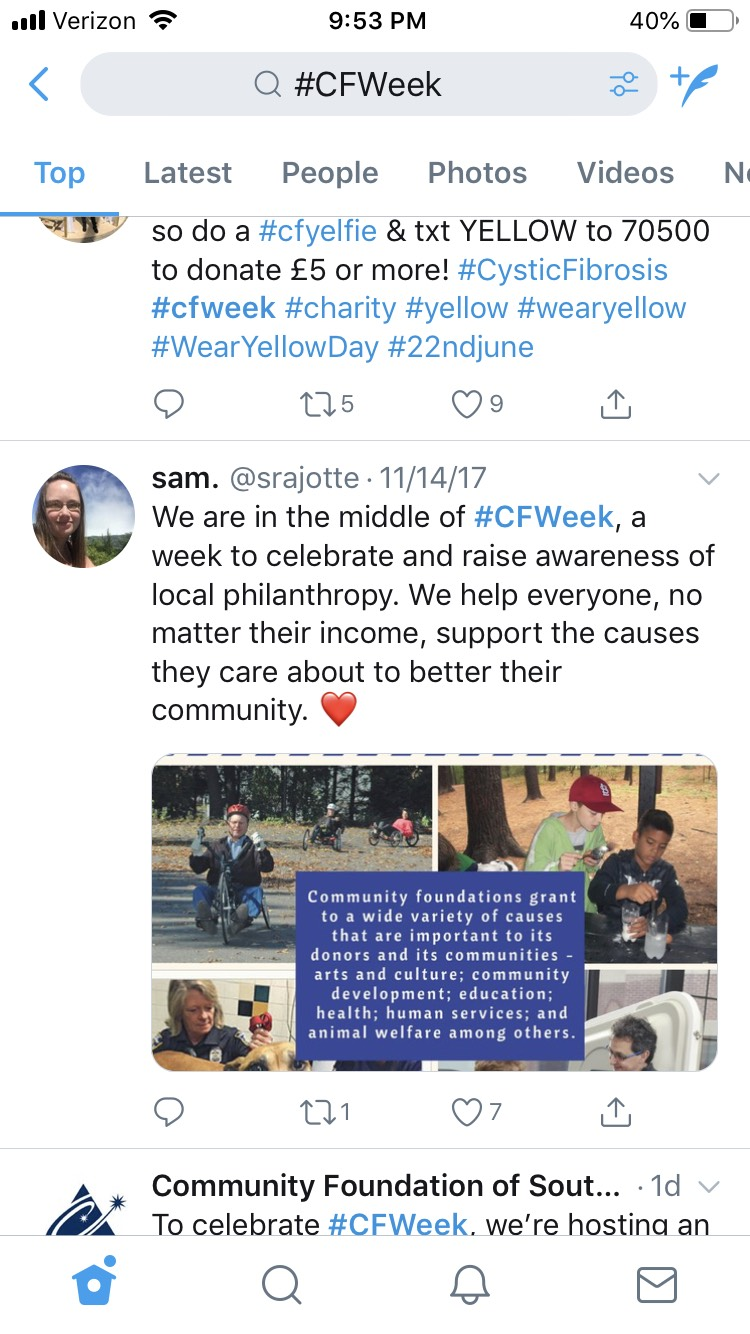 Verizon 9:53 PM 40%
#CFWeek
Top Latest People Photos Videos
so do a #cfyelfie & txt YELLOW to 70500
to donate £5 or more! #CysticFibrosis
#cfweek #charity #yellow #wearyellow
#WearYellowDay #22ndjune
5 9
sam. @srajotte · 11/14/17
We are in the middle of #CFWeek, a
week to celebrate and raise awareness of
local philanthropy. We help everyone, no
matter their income, support the causes
they care about to better their
community. ❤️
Community foundations grant
to a wide variety of causes
that are important to its
donors and its communities -
arts and culture; community
development; education;
health; human services; and
animal welfare among others.
1 7
Community Foundation of Sout... · 1d
To celebrate #CFWeek, we're hosting an